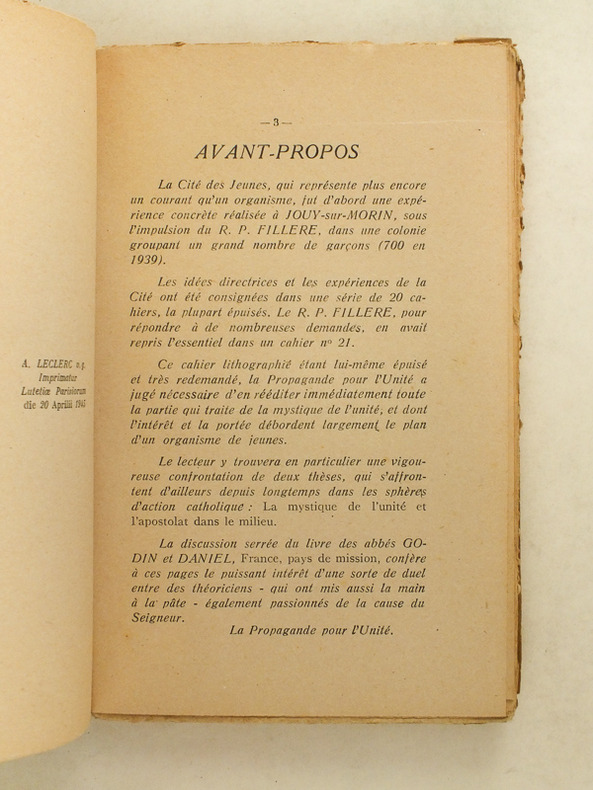 A. LECLERC v. g.
Imprimatur
Lutetiæ Parisiorum
die 20 Aprilii 1945
— 3 —
AVANT-PROPOS
La Cité des Jeunes, qui représente plus encore
un courant qu'un organisme, fut d'abord une expé-
rience concrète réalisée à JOUY-sur-MORIN, sous
l'impulsion du R. P. FILLERE, dans une colonie
groupant un grand nombre de garçons (700 en
1939).
Les idées directrices et les expériences de la
Cité ont été consignées dans une série de 20 ca-
hiers, la plupart épuisés. Le R. P. FILLERE, pour
répondre à de nombreuses demandes, en avait
repris l'essentiel dans un cahier nº 21.
Ce cahier lithographié étant lui-même épuisé
et très redemandé, la Propagande pour l'Unité a
jugé nécessaire d'en rééditer immédiatement toute
la partie qui traite de la mystique de l'unité, et dont
l'intérêt et la portée débordent largement le plan
d'un organisme de jeunes.
Le lecteur y trouvera en particulier une vigou-
reuse confrontation de deux thèses, qui s'affron-
tent d'ailleurs depuis longtemps dans les sphères
d'action catholique : La mystique de l'unité et
l'apostolat dans le milieu.
La discussion serrée du livre des abbés GO-
DIN et DANIEL, France, pays de mission, confère
à ces pages le puissant intérêt d'une sorte de duel
entre des théoriciens - qui ont mis aussi la main
à la pâte - également passionnés de la cause du
Seigneur.
La Propagande pour l'Unité.